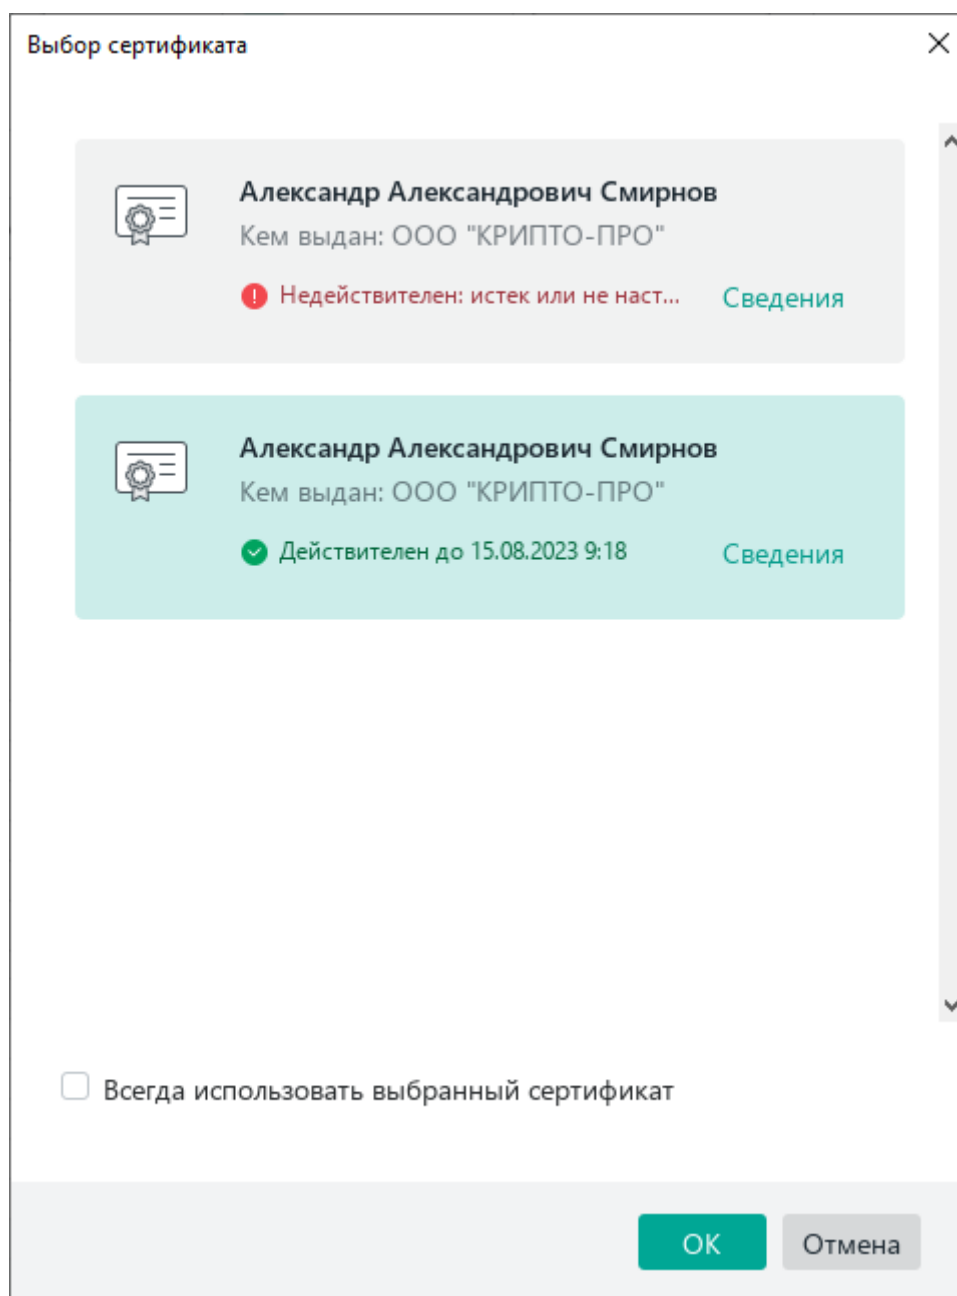 Выбор сертификата
Александр Александрович Смирнов
Кем выдан: ООО "КРИПТО-ПРО"
Недействителен: истек или не наст...
Сведения
Александр Александрович Смирнов
Кем выдан: ООО "КРИПТО-ПРО"
Действителен до 15.08.2023 9:18
Сведения
Всегда использовать выбранный сертификат
ОК
Отмена